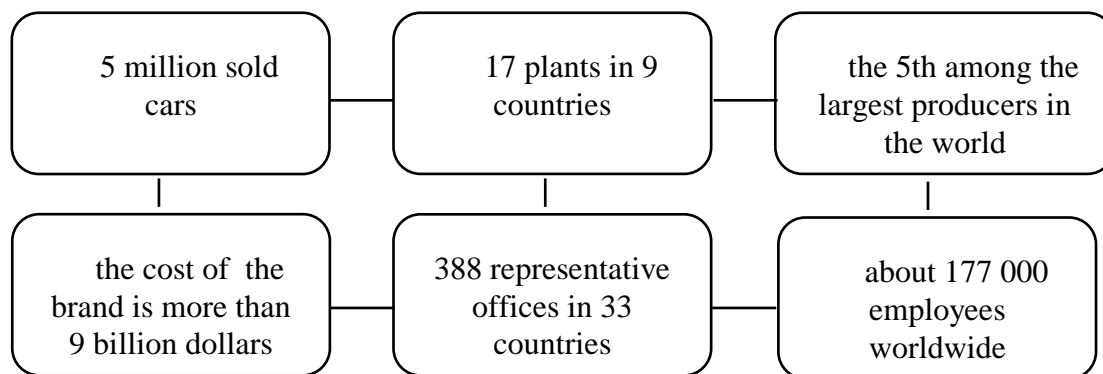 5 million sold
cars
17 plants in 9
countries
the 5th among the
largest producers in
the world
the cost of the
brand is more than
9 billion dollars
388 representative
offices in 33
countries
about 177 000
employees
worldwide